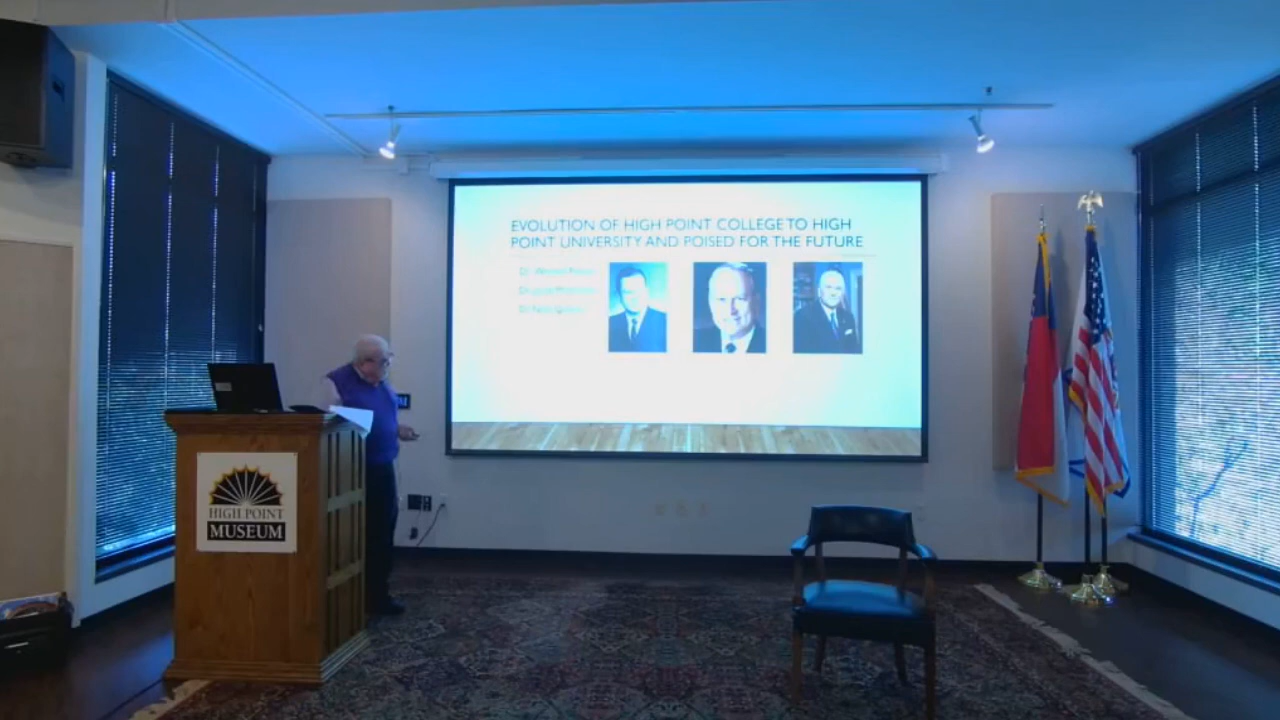 EVOLUTION OF HIGH POINT COLLEGE TO HIGH
POINT UNIVERSITY AND POISED FOR THE FUTURE
HIGH POINT
MUSEUM